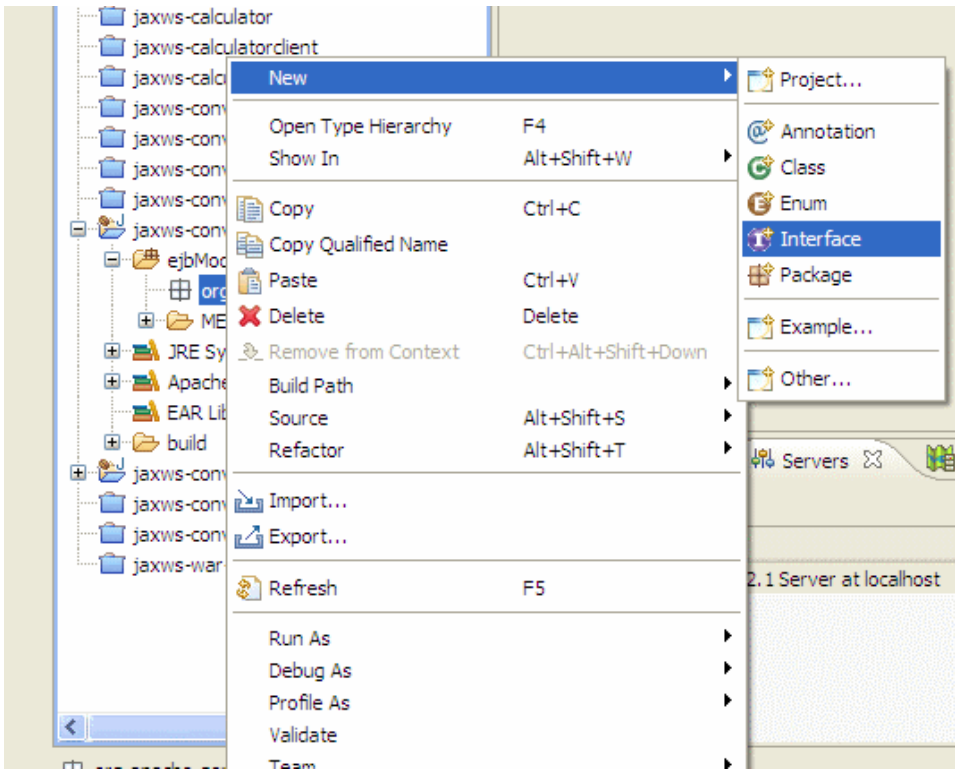 jaxws-calculator
jaxws-calculatorclient
jaxws-calc
jaxws-conv
jaxws-conv
jaxws-conv
jaxws-conv
jaxws-conv
ejbMod
org
ME
JRE Sy
Apache
EAR Lib
build
jaxws-conv
jaxws-conv
jaxws-conv
jaxws-war
New
Open Type Hierarchy F4
Show In Alt+Shift+W
Copy Ctrl+C
Copy Qualified Name
Paste Ctrl+V
Delete Delete
Remove from Context Ctrl+Alt+Shift+Down
Build Path
Source Alt+Shift+S
Refactor Alt+Shift+T
Import...
Export...
Refresh F5
Run As
Debug As
Profile As
Validate
Team
Project...
Annotation
Class
Enum
Interface
Package
Example...
Other...
Servers
2.1 Server at localhost